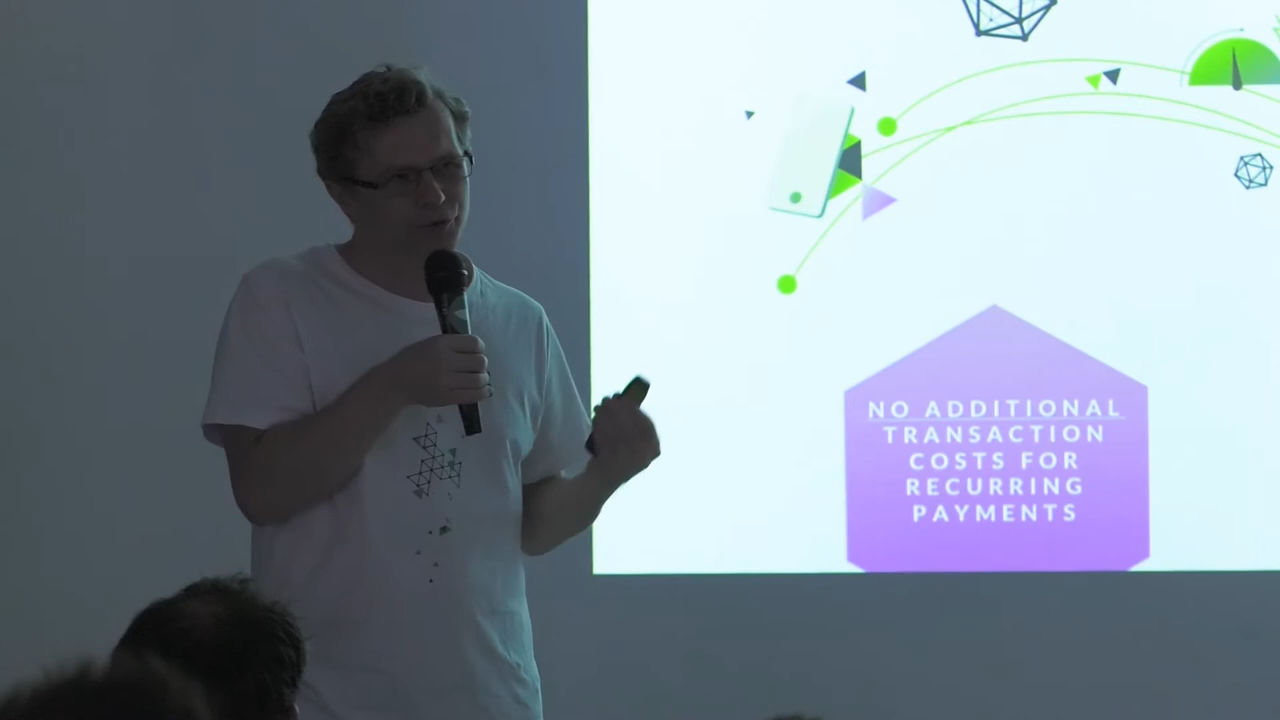 NO ADDITIONAL
TRANSACTION
COSTS FOR
RECURRING
PAYMENTS